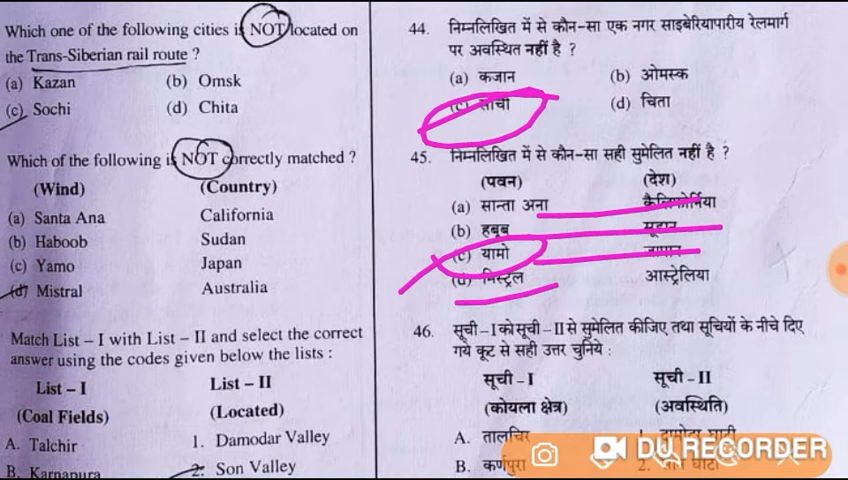 Which one of the following cities is NOT located on
the Trans-Siberian rail route ?
(a) Kazan (b) Omsk
(c) Sochi (d) Chita
Which of the following is NOT correctly matched ?
(Wind) (Country)
(a) Santa Ana California
(b) Haboob Sudan
(c) Yamo Japan
(d) Mistral Australia
Match List – I with List – II and select the correct
answer using the codes given below the lists :
List – I List – II
(Coal Fields) (Located)
A. Talchir 1. Damodar Valley
B. Karnapura 2. Son Valley
44. निम्नलिखित में से कौन-सा एक नगर साइबेरियापारीय रेलमार्ग
पर अवस्थित नहीं है ?
(a) कजान (b) ओमस्क
(c) सोची (d) चिता
45. निम्नलिखित में से कौन-सा सही सुमेलित नहीं है ?
(पवन) (देश)
(a) सान्ता अना कैलिफोर्निया
(b) हबूब सूडान
(c) यामो जापान
(d) मिस्ट्रल आस्ट्रेलिया
46. सूची–I को सूची–II से सुमेलित कीजिए तथा सूचियों के नीचे दिए
गये कूट से सही उत्तर चुनिये :
सूची-I सूची-II
(कोयला क्षेत्र) (अवस्थिति)
A. तालचिर 1. दामोदर घाटी
B. कर्णपुरा 2. सोन घाटी
DU RECORDER